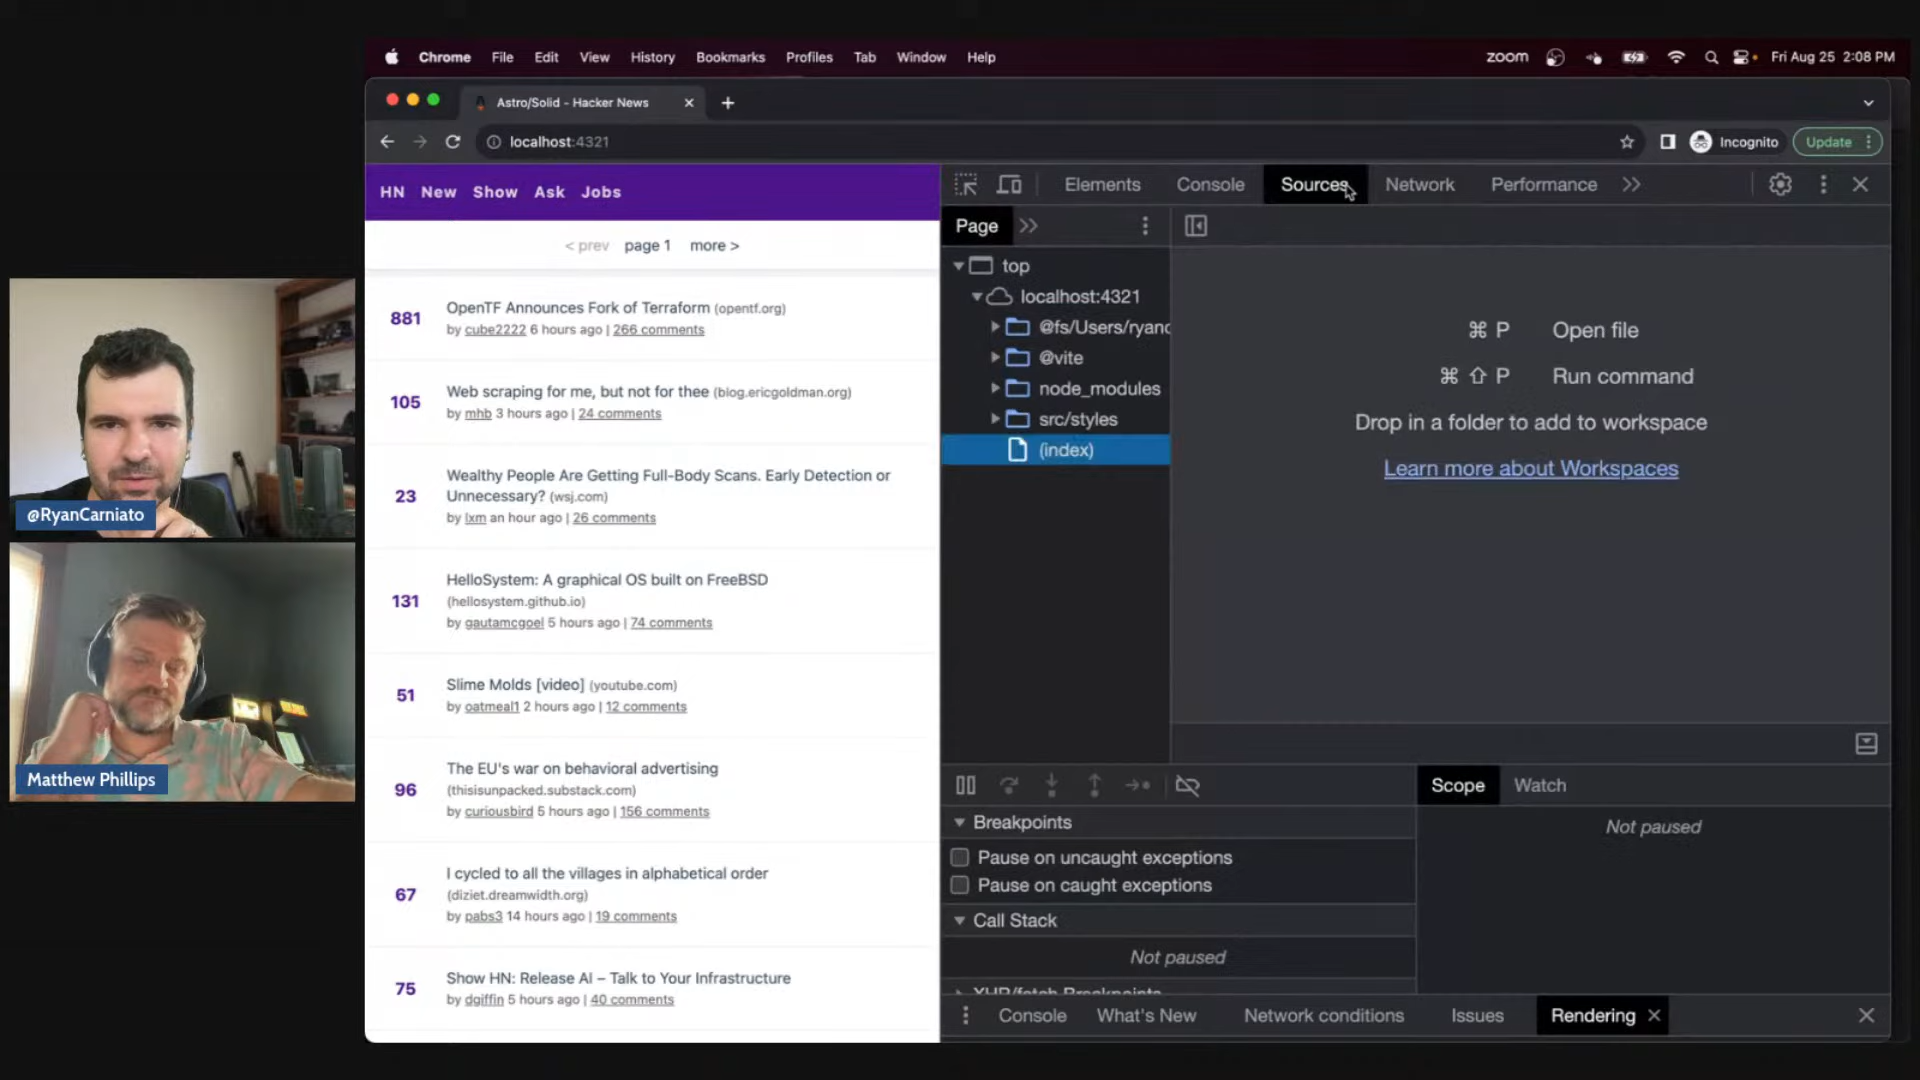 Chrome File Edit View History Bookmarks Profiles Tab Window Help
zoom Fri Aug 25 2:08 PM
Astro/Solid - Hacker News
localhost:4321
Incognito
Update
HN New Show Ask Jobs
< prev page 1 more >
881
OpenTF Announces Fork of Terraform (opentf.org)
by cube2222 6 hours ago | 266 comments
105
Web scraping for me, but not for thee (blog.ericgoldman.org)
by mhb 3 hours ago | 24 comments
23
Wealthy People Are Getting Full-Body Scans. Early Detection or
Unnecessary? (wsj.com)
by lxm an hour ago | 26 comments
131
HelloSystem: A graphical OS built on FreeBSD
(hellosystem.github.io)
by gautamcgoel 5 hours ago | 74 comments
51
Slime Molds [video] (youtube.com)
by oatmeal1 2 hours ago | 12 comments
96
The EU's war on behavioral advertising
(thisisunpacked.substack.com)
by curiousbird 5 hours ago | 156 comments
67
I cycled to all the villages in alphabetical order
(diziet.dreamwidth.org)
by pabs3 14 hours ago | 19 comments
75
Show HN: Release AI – Talk to Your Infrastructure
by dgiffin 5 hours ago | 40 comments
Elements Console Sources Network Performance
Page
top
localhost:4321
@fs/Users/ryanc
@vite
node_modules
src/styles
(index)
⌘ P Open file
⌘ ⇧ P Run command
Drop in a folder to add to workspace
Learn more about Workspaces
Scope Watch
Not paused
Breakpoints
Pause on uncaught exceptions
Pause on caught exceptions
Call Stack
Not paused
XHR/fetch Breakpoints
Console What's New Network conditions Issues Rendering
@RyanCarniato
Matthew Phillips